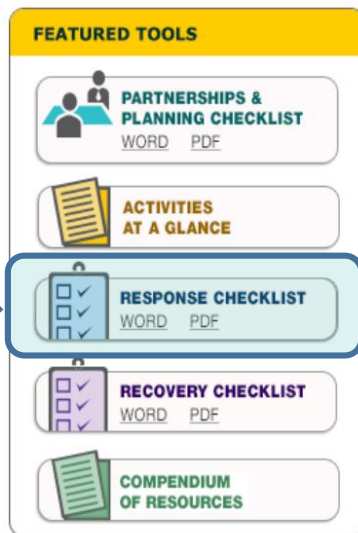 FEATURED TOOLS
PARTNERSHIPS &
PLANNING CHECKLIST
WORD PDF
ACTIVITIES
AT A GLANCE
RESPONSE CHECKLIST
WORD PDF
RECOVERY CHECKLIST
WORD PDF
COMPENDIUM
OF RESOURCES